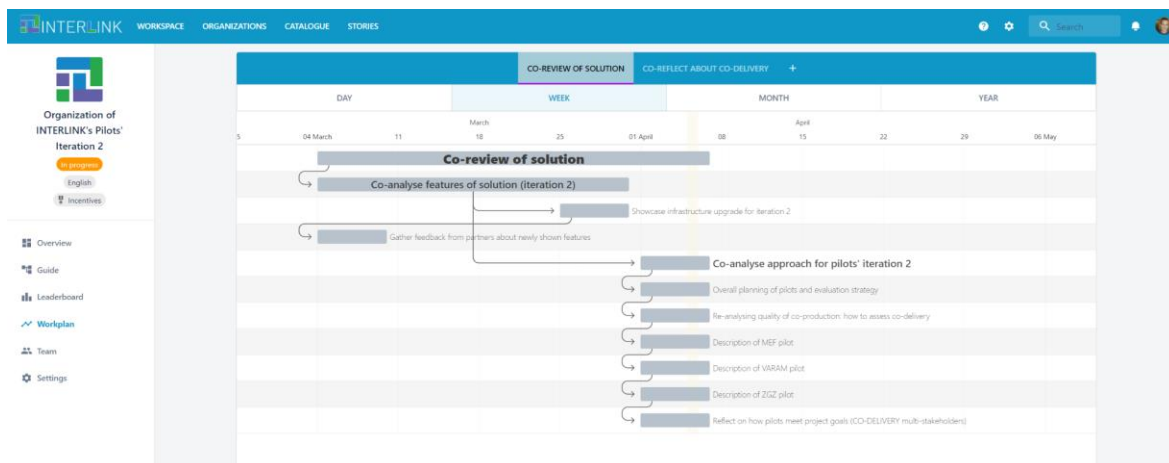 INTERLINK
WORKSPACE ORGANIZATIONS CATALOGUE STORIES
Search
Organization of
INTERLINK's Pilots'
Iteration 2
In progress
English
Incentives
Overview
Guide
Leaderboard
Workplan
Team
Settings
CO-REVIEW OF SOLUTION CO-REFLECT ABOUT CO-DELIVERY +
DAY WEEK MONTH YEAR
March April
5 04 March 11 18 25 01 April 08 15 22 29 06 May
Co-review of solution
Co-analyse features of solution (iteration 2)
Showcase infrastructure upgrade for iteration 2
Gather feedback from partners about newly shown features
Co-analyse approach for pilots' iteration 2
Overall planning of pilots and evaluation strategy
Re-analysing quality of co-production: how to assess co-delivery
Description of MEF pilot
Description of VARAM pilot
Description of ZGZ pilot
Reflect on how pilots meet project goals (CO-DELIVERY multi-stakeholders)